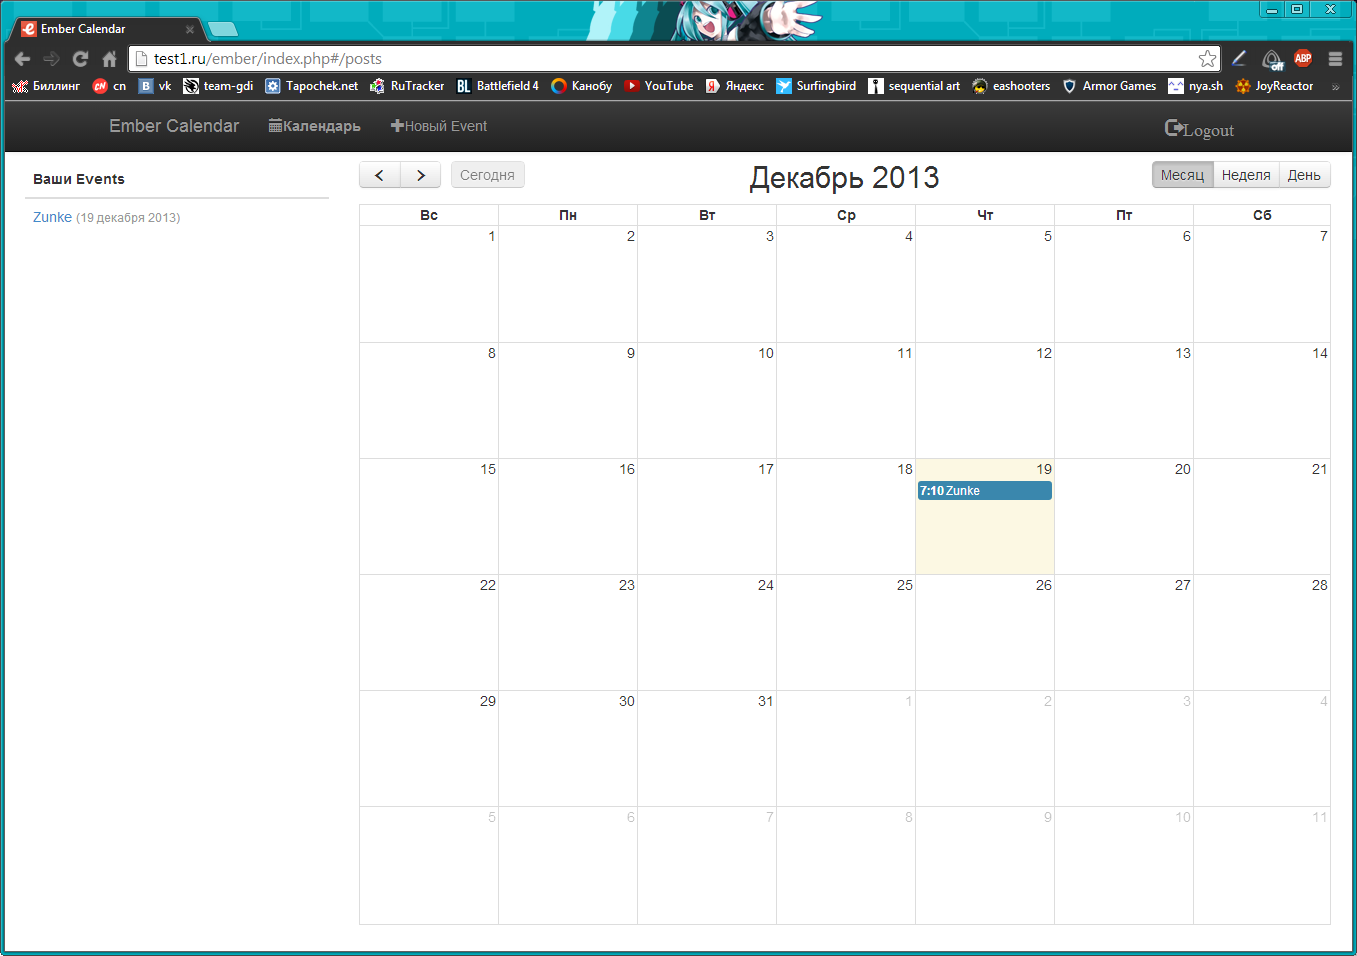 Ember Calendar
test1.ru/ember/index.php#/posts
off
ABP
Биллинг
cn
vk
team-gdi
Tapochek.net
RuTracker
BL Battlefield 4
Канобу
YouTube
Яндекс
Surfingbird
sequential art
eashooters
Armor Games
nya.sh
JoyReactor
»
Ember Calendar
Календарь
Новый Event
Logout
Ваши Events
Zunke (19 декабря 2013)
Сегодня
Декабрь 2013
Месяц Неделя День
Вс Пн Вт Ср Чт Пт Сб
1 2 3 4 5 6 7
8 9 10 11 12 13 14
15 16 17 18 19 20 21
7:10 Zunke
22 23 24 25 26 27 28
29 30 31 1 2 3 4
5 6 7 8 9 10 11